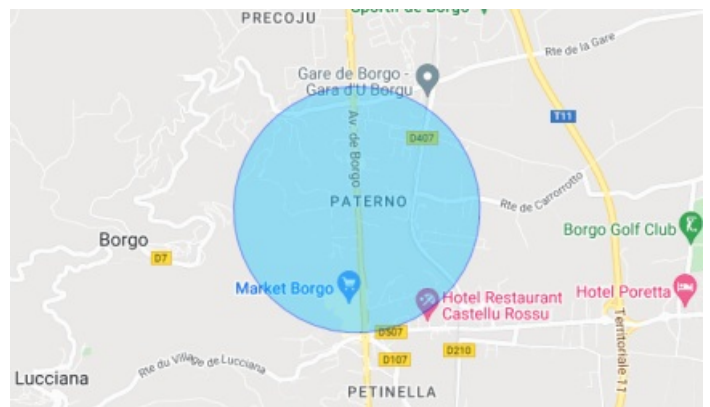 Sportif de Borgo
PRECOJU
Rte de la Gare
Gare de Borgo -
Gara d'U Borgu
T11
Av. de Borgo
D407
PATERNO
Rte de Carrorrotto
Borgo Golf Club
Borgo
D7
Market Borgo
Hotel Poretta
Hotel Restaurant
Castellu Rossu
Territoriale 11
D507
D107
D210
Rte du Village de Lucciana
Lucciana
PETINELLA